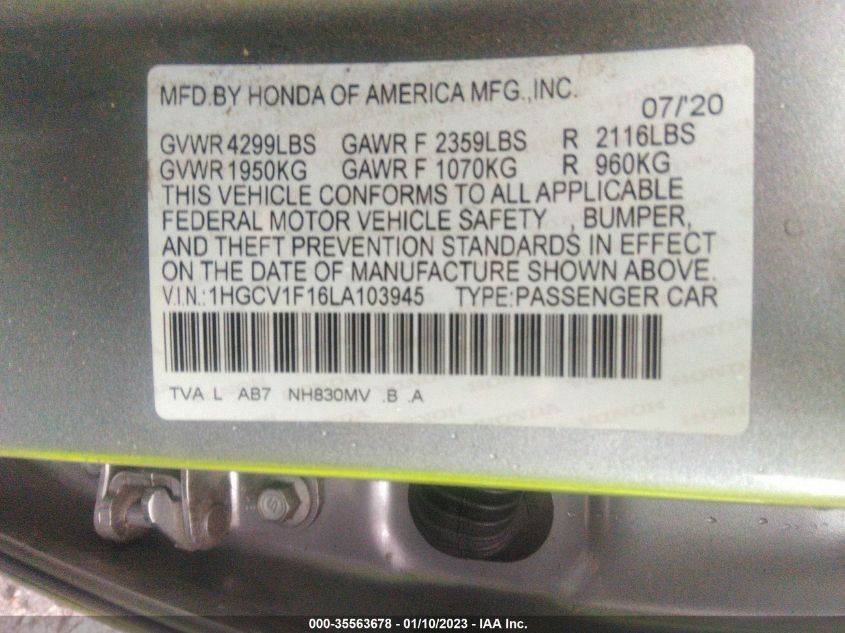 MFD.BY HONDA OF AMERICA MFG.,INC.
07/'20
GVWR 4299LBS GAWR F 2359LBS R 2116LBS
GVWR 1950KG GAWR F 1070KG R 960KG
THIS VEHICLE CONFORMS TO ALL APPLICABLE
FEDERAL MOTOR VEHICLE SAFETY , BUMPER,
AND THEFT PREVENTION STANDARDS IN EFFECT
ON THE DATE OF MANUFACTURE SHOWN ABOVE.
V.I.N.:1HGCV1F16LA103945 TYPE:PASSENGER CAR
TVA L AB7 NH830MV .B .A
000-35563678 - 01/10/2023 - IAA Inc.